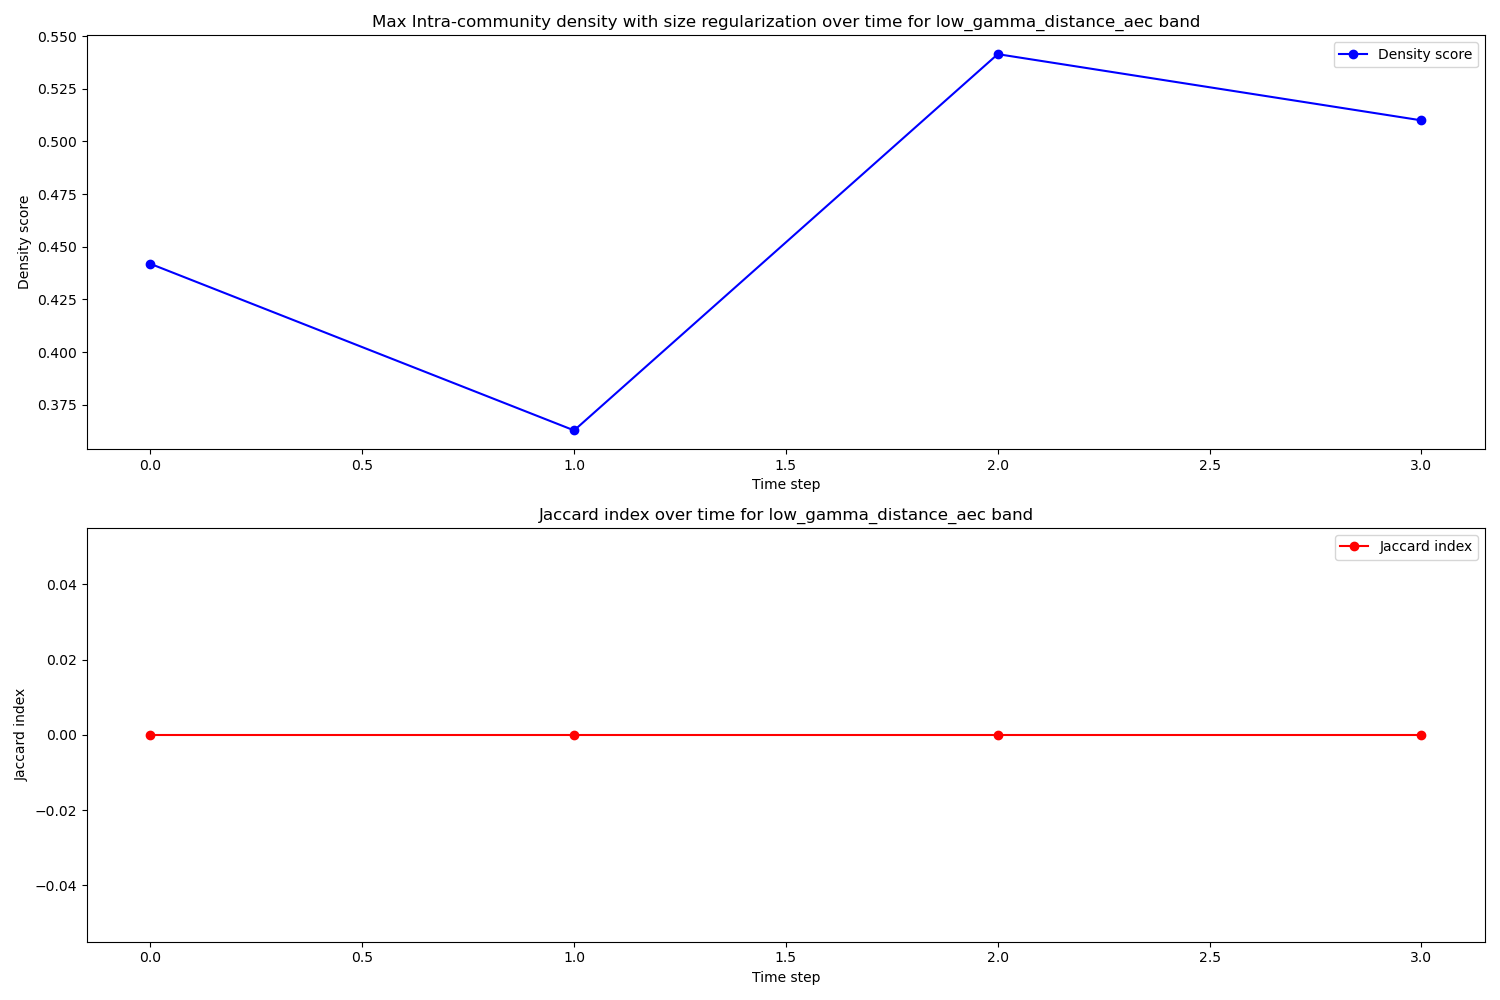 Max Intra-community density with size regularization over time for low_gamma_distance_aec band
0.550
0.525
0.500
0.475
0.450
0.425
0.400
0.375
Density score
Density score
0.0 0.5 1.0 1.5 2.0 2.5 3.0
Time step
Jaccard index over time for low_gamma_distance_aec band
0.04
0.02
0.00
−0.02
−0.04
Jaccard index
Jaccard index
0.0 0.5 1.0 1.5 2.0 2.5 3.0
Time step